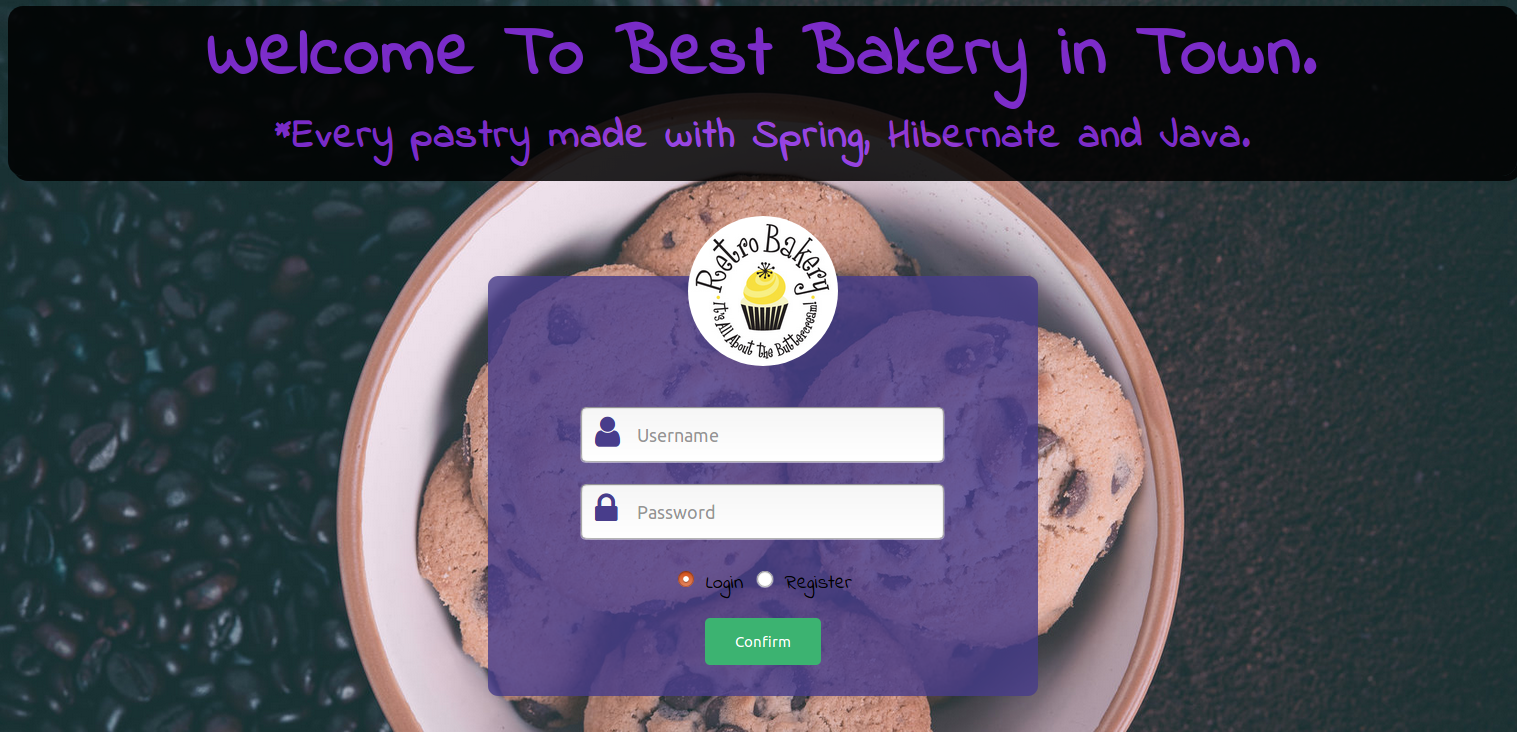 Welcome To Best Bakery in Town.
*Every pastry made with Spring, Hibernate and Java.
Retro Bakery
It's All About the Buttercream!
Username
Password
Login Register
Confirm